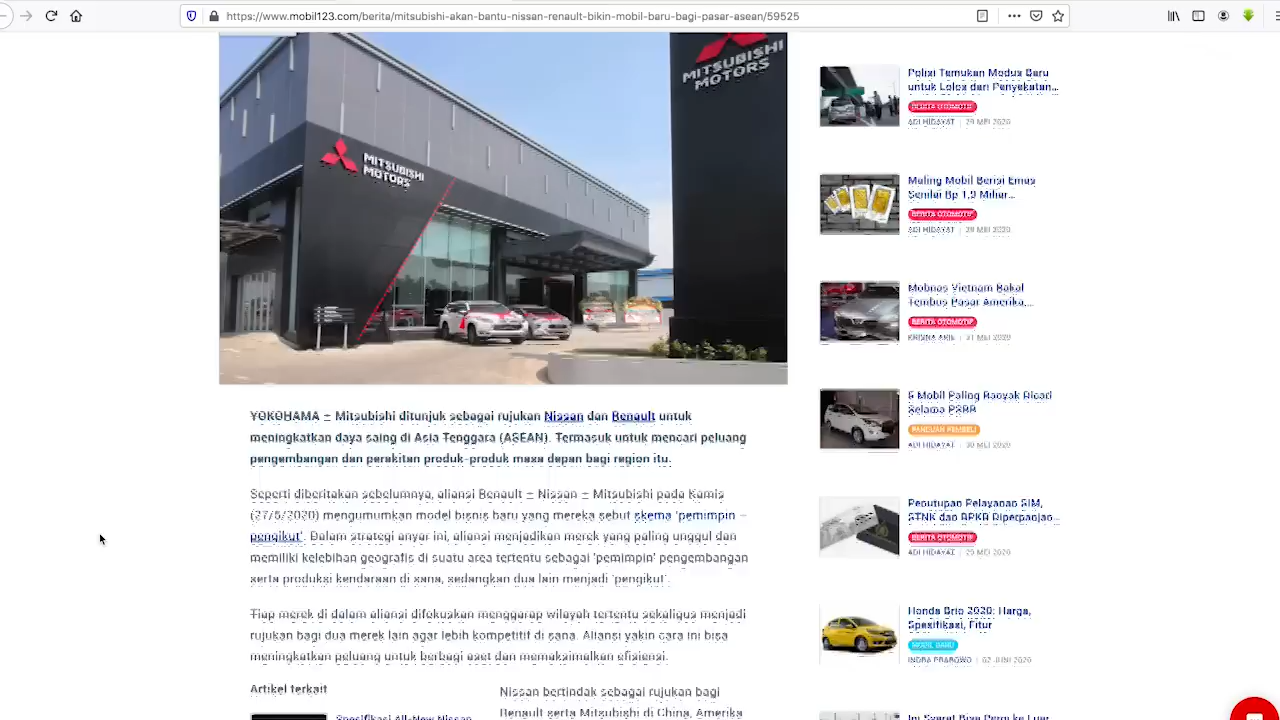 https://www.mobil123.com/berita/mitsubishi-akan-bantu-nissan-renault-bikin-mobil-baru-bagi-pasar-asean/59525
MITSUBISHI
MOTORS
MITSUBISHI
MOTORS
YOKOHAMA – Mitsubishi ditunjuk sebagai rujukan Nissan dan Renault untuk
meningkatkan daya saing di Asia Tenggara (ASEAN). Termasuk untuk mencari peluang
pengembangan dan perakitan produk-produk masa depan bagi region itu.
Seperti diberitakan sebelumnya, aliansi Renault – Nissan – Mitsubishi pada Kamis
(27/5/2020) mengumumkan model bisnis baru yang mereka sebut skema 'pemimpin –
pengikut'. Dalam strategi anyar ini, aliansi menjadikan merek yang paling unggul dan
memiliki kelebihan geografis di suatu area tertentu sebagai 'pemimpin' pengembangan
serta produksi kendaraan di sana, sedangkan dua lain menjadi 'pengikut'.
Tiap merek di dalam aliansi difokuskan menggarap wilayah tertentu sekaligus menjadi
rujukan bagi dua merek lain agar lebih kompetitif di sana. Aliansi yakin cara ini bisa
meningkatkan peluang untuk berbagi aset dan memaksimalkan efisiensi.
Artikel terkait
Spesifikasi All-New Nissan
Nissan bertindak sebagai rujukan bagi
Renault serta Mitsubishi di China, Amerika
Polisi Temukan Modus Baru
untuk Lolos dari Penyekatan...
BERITA OTOMOTIF
ADI HIDAYAT | 29 MEI 2020
Maling Mobil Berisi Emas
Senilai Rp 1,9 Miliar...
BERITA OTOMOTIF
ADI HIDAYAT | 29 MEI 2020
Mobnas Vietnam Bakal
Tembus Pasar Amerika,...
BERITA OTOMOTIF
31 MEI 2020
5 Mobil Paling Banyak Dicari
Selama PSBB
PANDUAN PEMBELI
ADI HIDAYAT | 30 MEI 2020
Penutupan Pelayanan SIM,
STNK dan BPKB Diperpanjang...
BERITA OTOMOTIF
ADI HIDAYAT | 29 MEI 2020
Honda Brio 2020: Harga,
Spesifikasi, Fitur
MOBIL BARU
INDRA PRABOWO | 02 JUNI 2020